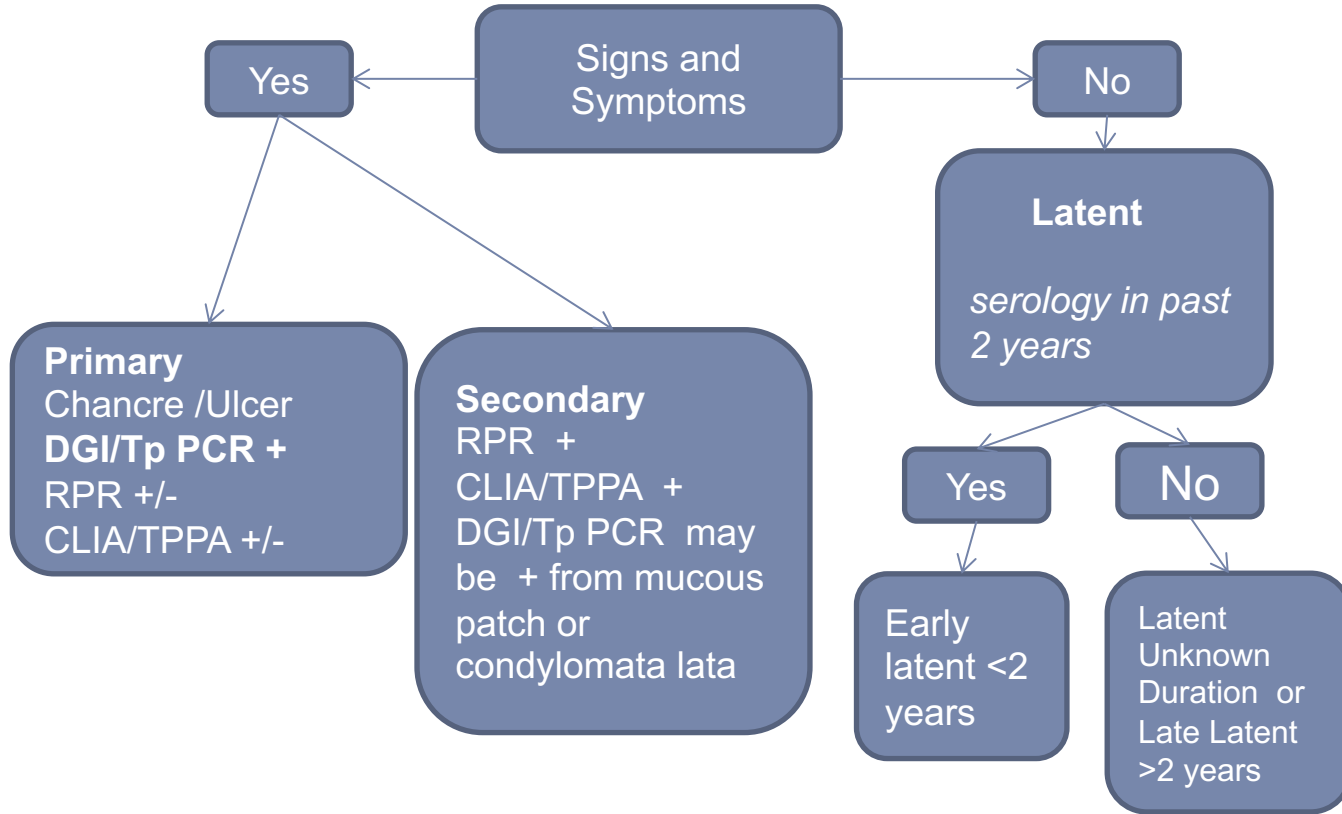 Signs and
Symptoms
Yes
No
Primary
Chancre /Ulcer
DGI/Tp PCR +
RPR +/-
CLIA/TPPA +/-
Secondary
RPR +
CLIA/TPPA +
DGI/Tp PCR may
be + from mucous
patch or
condylomata lata
Latent
serology in past
2 years
Yes
No
Early
latent <2
years
Latent
Unknown
Duration or
Late Latent
>2 years